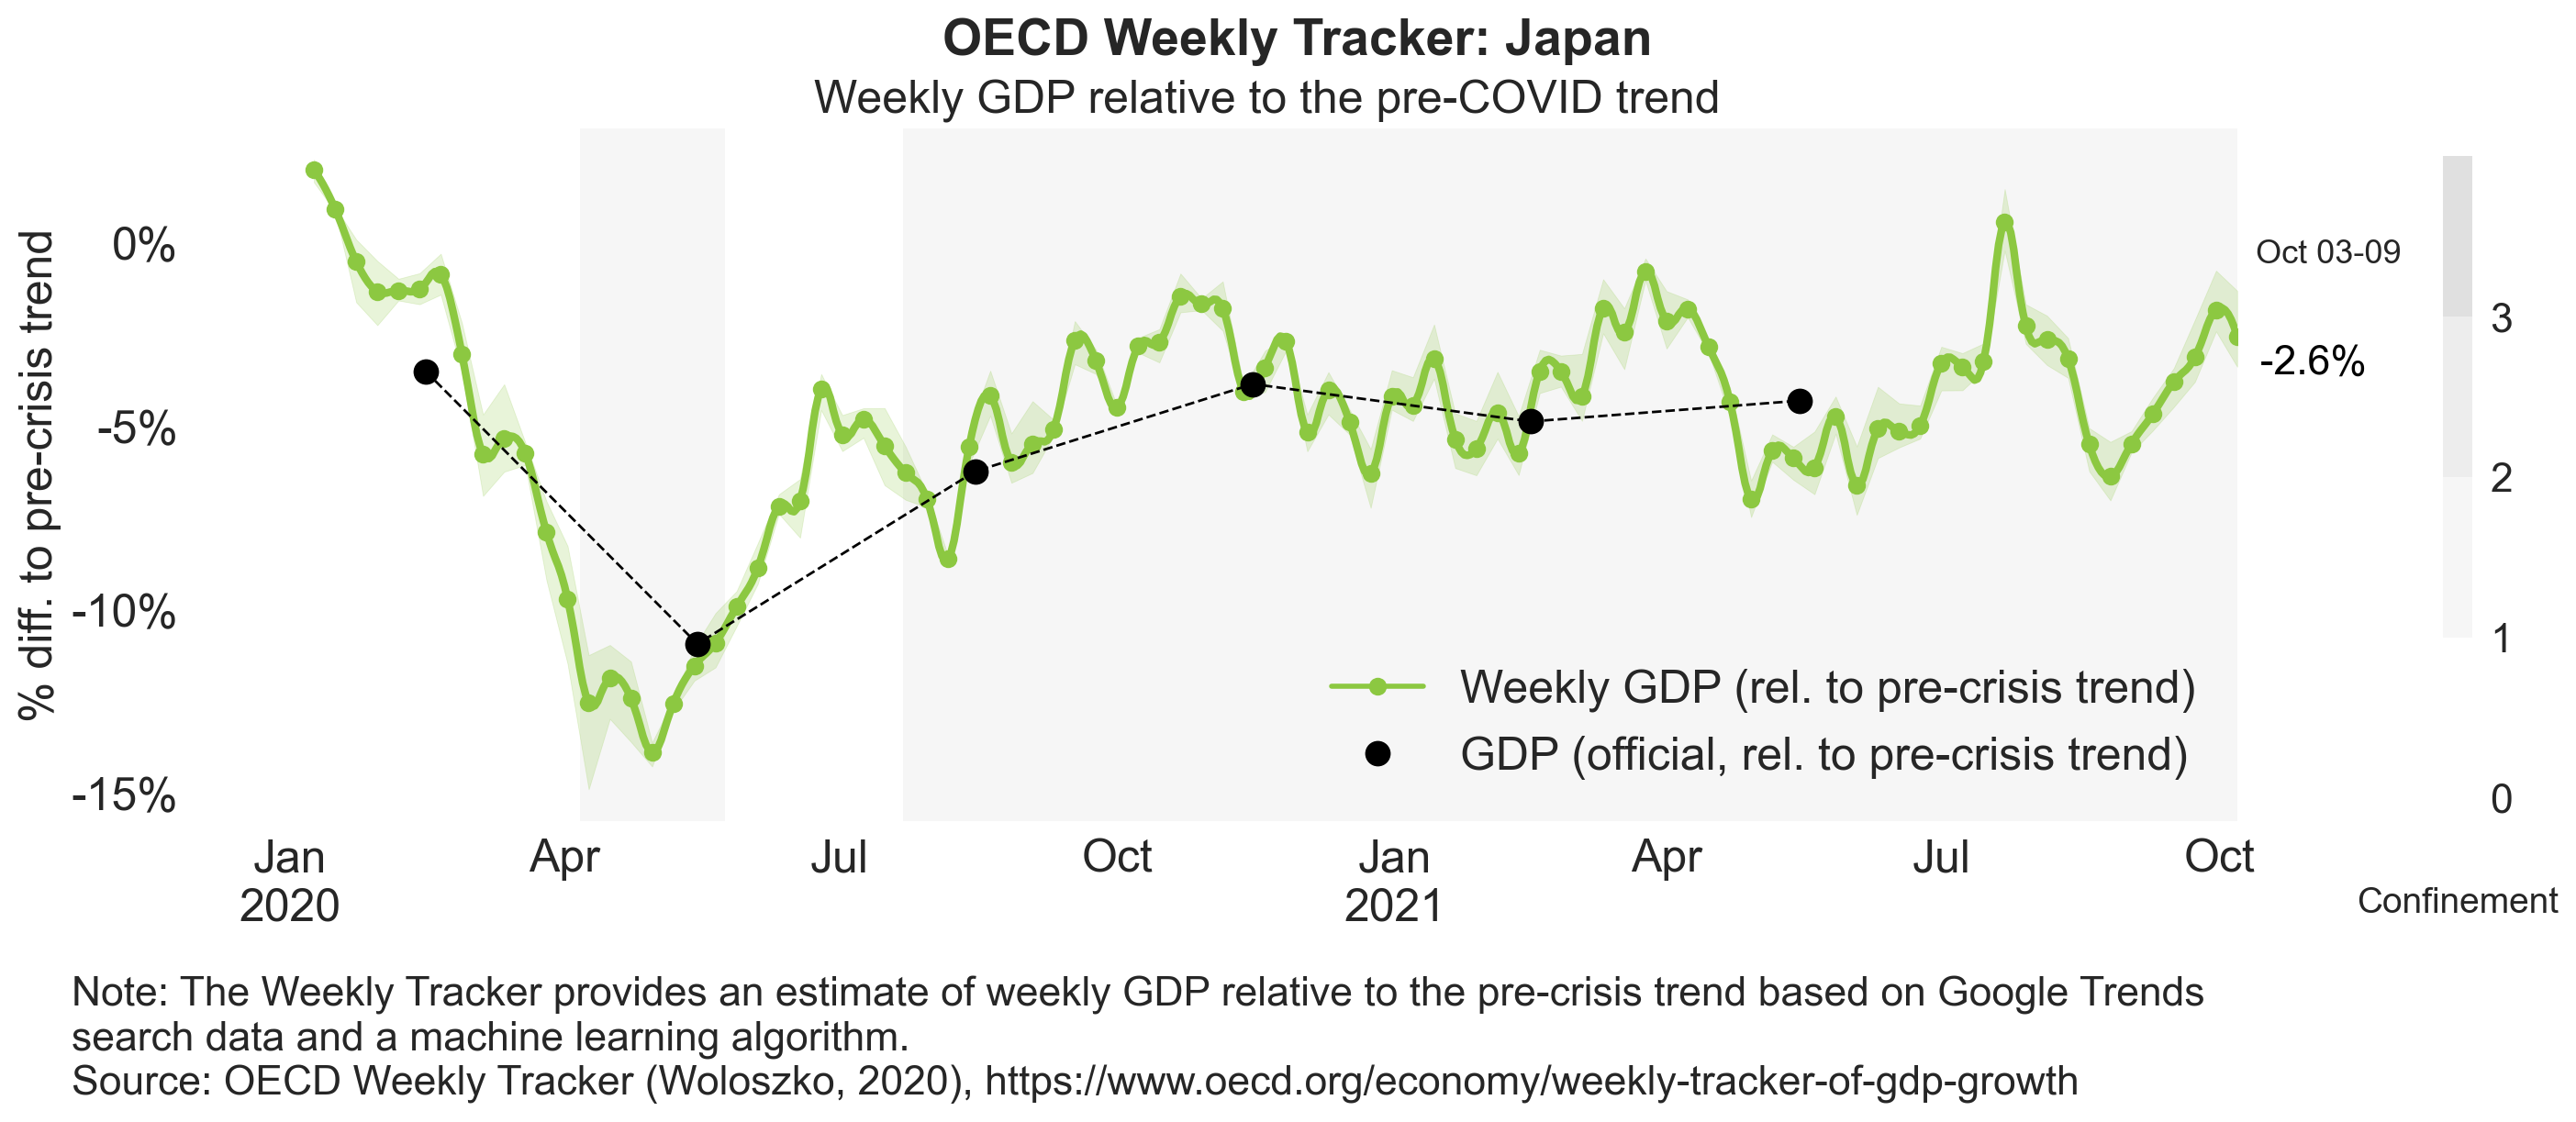 OECD Weekly Tracker: Japan
Weekly GDP relative to the pre-COVID trend
% diff. to pre-crisis trend
0%
-5%
-10%
-15%
Jan
2020
Apr
Jul
Oct
Jan
2021
Apr
Jul
Oct
Oct 03-09
-2.6%
Weekly GDP (rel. to pre-crisis trend)
GDP (official, rel. to pre-crisis trend)
3
2
1
0
Confinement
Note: The Weekly Tracker provides an estimate of weekly GDP relative to the pre-crisis trend based on Google Trends
search data and a machine learning algorithm.
Source: OECD Weekly Tracker (Woloszko, 2020), https://www.oecd.org/economy/weekly-tracker-of-gdp-growth